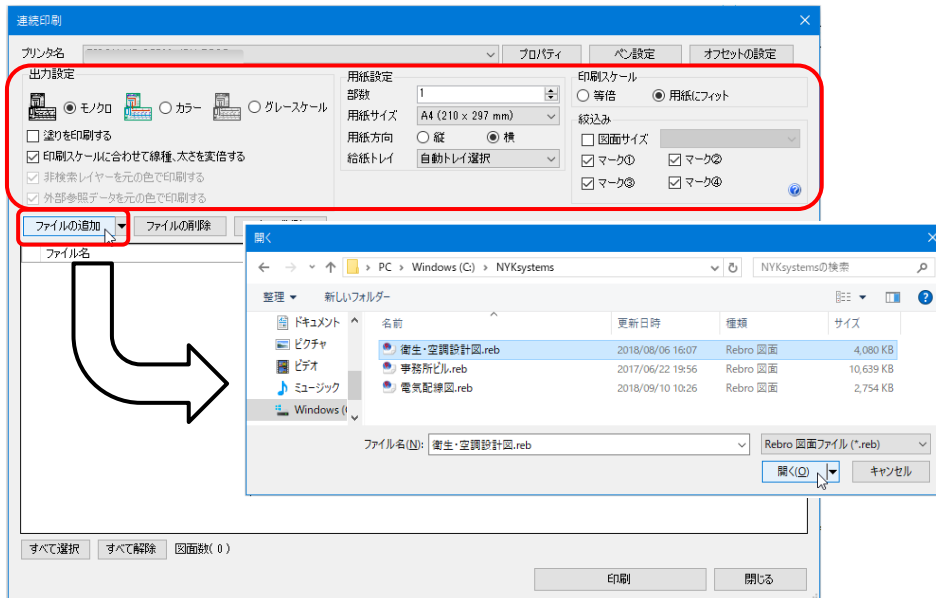 連続印刷
プリンタ名
プロパティ
ペン設定
オフセットの設定
出力設定
モノクロ カラー グレースケール
塗りを印刷する
印刷スケールに合わせて線種、太さを変倍する
非検索レイヤーを元の色で印刷する
外部参照データを元の色で印刷する
用紙設定
部数 1
用紙サイズ A4 (210 x 297 mm)
用紙方向 縦 横
給紙トレイ 自動トレイ選択
印刷スケール
等倍 用紙にフィット
絞込み
図面サイズ
マーク① マーク②
マーク③ マーク④
ファイルの追加 ファイルの削除
ファイル名
開く
PC > Windows (C:) > NYKsystems
NYKsystemsの検索
整理 新しいフォルダー
ドキュメント
ピクチャ
ビデオ
ミュージック
Windows (
名前 更新日時 種類 サイズ
衛生・空調設計図.reb 2018/08/06 16:07 Rebro 図面 4,080 KB
事務所ビル.reb 2017/06/22 19:56 Rebro 図面 10,639 KB
電気配線図.reb 2018/09/10 10:26 Rebro 図面 2,754 KB
ファイル名(N): 衛生・空調設計図.reb
Rebro 図面ファイル (*.reb)
開く(O) キャンセル
すべて選択 すべて解除 図面数( 0 )
印刷 閉じる